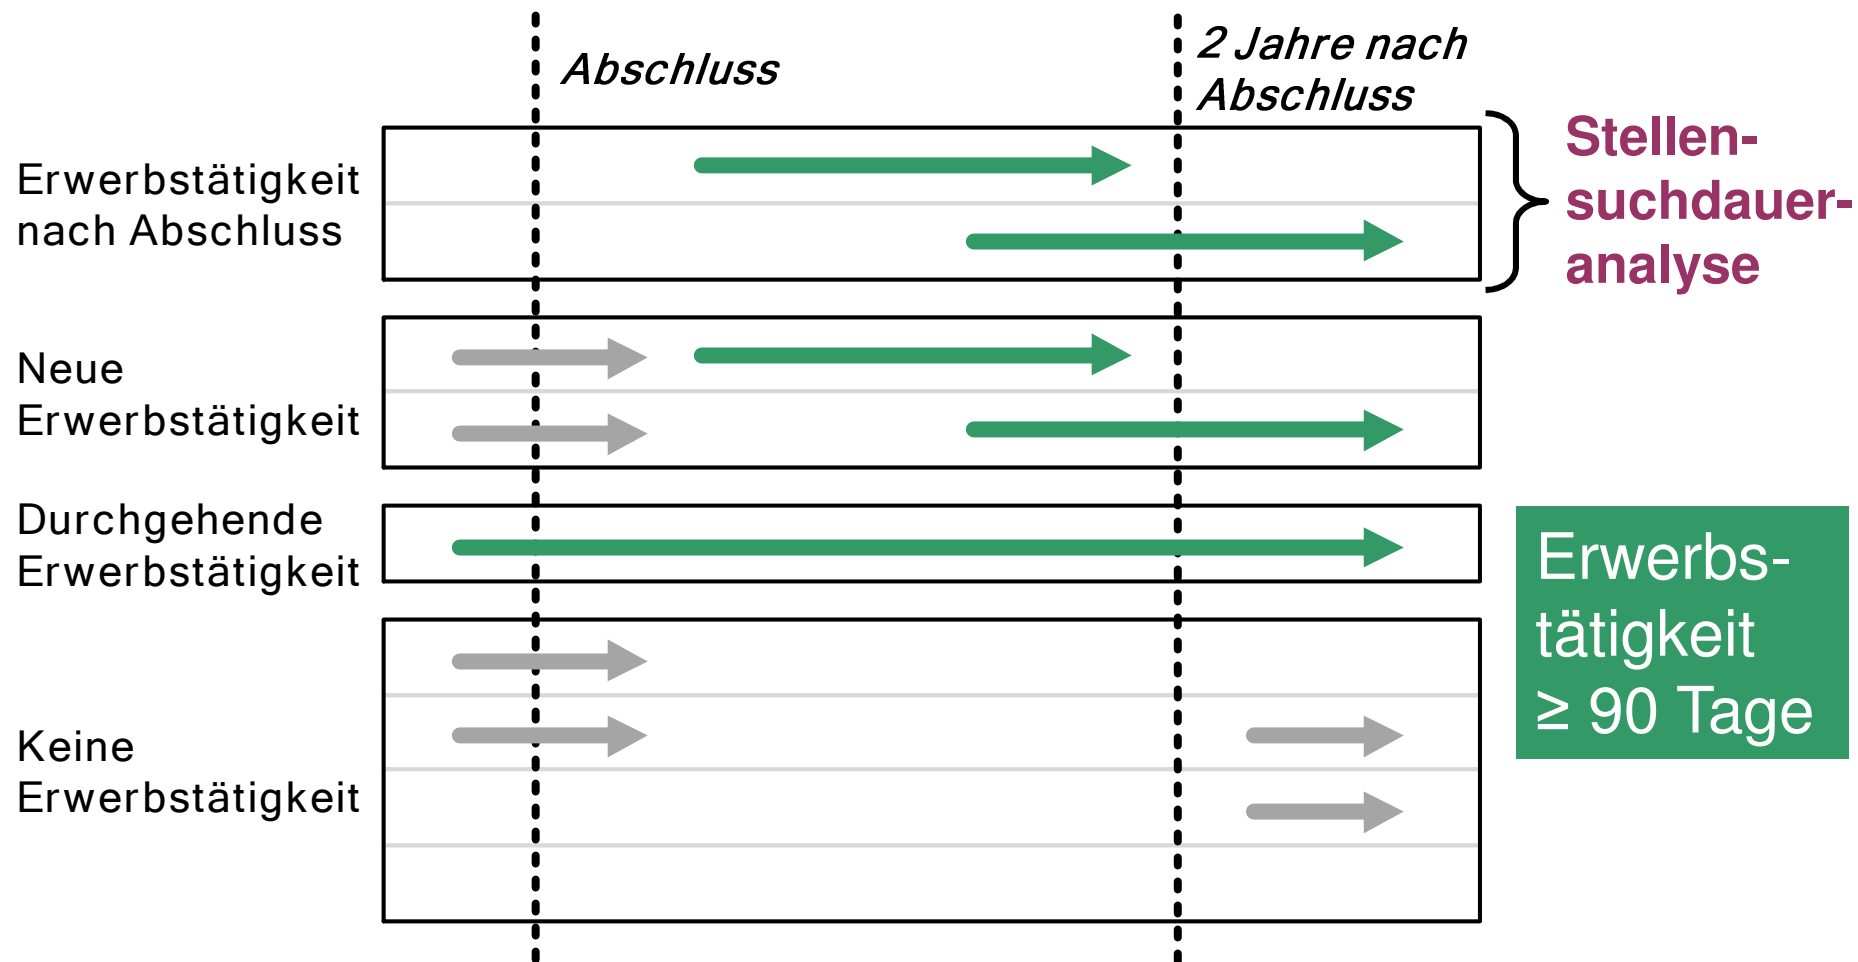 Abschluss
2 Jahre nach
Abschluss
Erwerbstätigkeit
nach Abschluss
Stellen-
suchdauer-
analyse
Neue
Erwerbstätigkeit
Durchgehende
Erwerbstätigkeit
Erwerbs-
tätigkeit
≥ 90 Tage
Keine
Erwerbstätigkeit